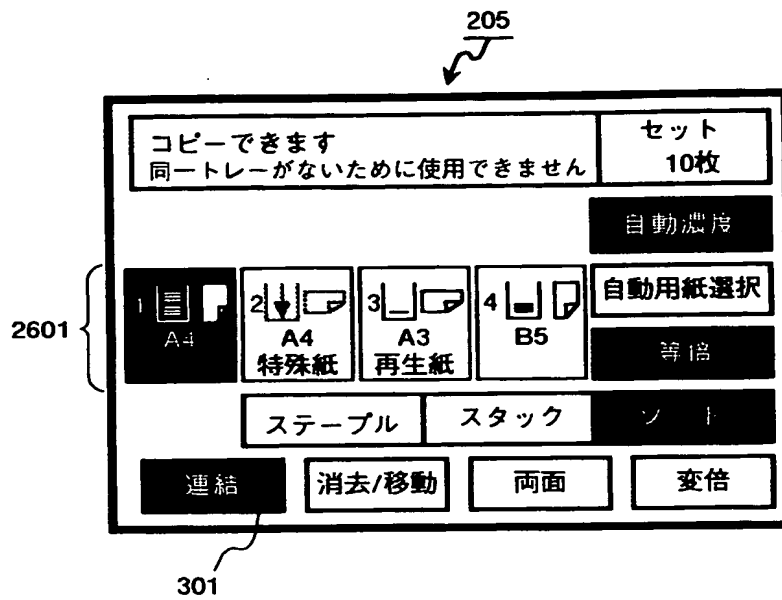 205
コピーできます
同一トレーがないために使用できません
セット
10枚
自動濃度
2601
1
A4
2
A4
特殊紙
3
A3
再生紙
4
B5
自動用紙選択
等倍
ステープル
スタック
ソート
連結
消去/移動
両面
変倍
301